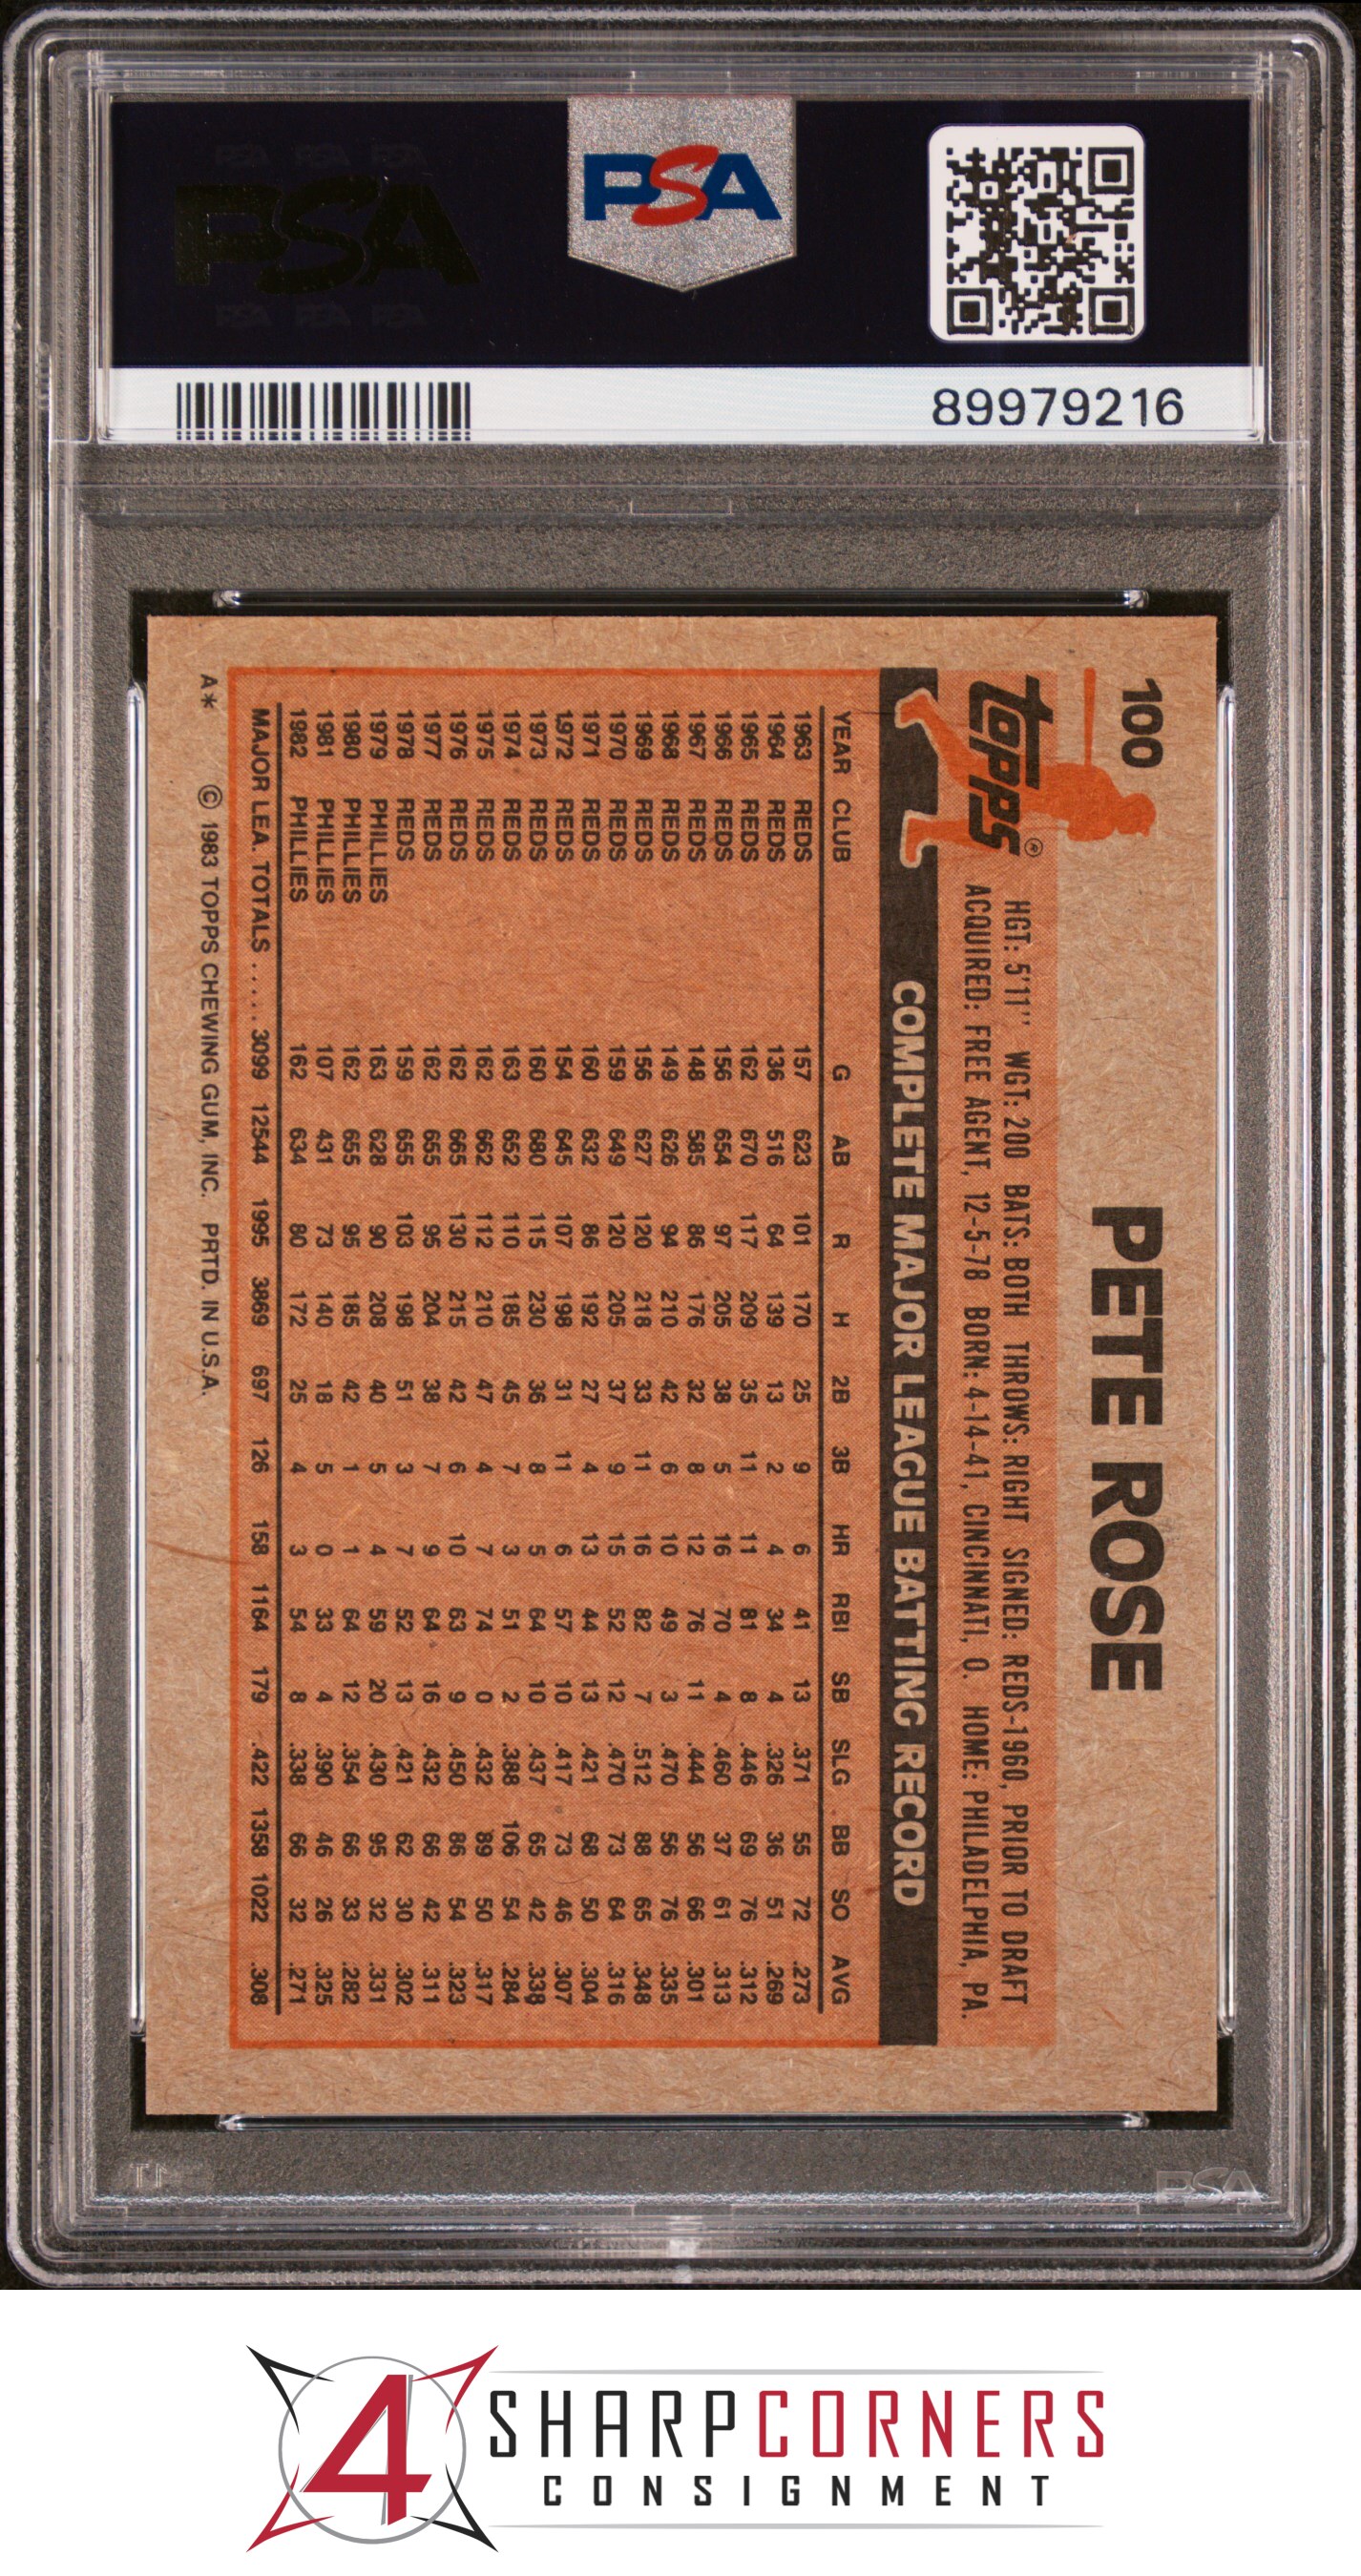 PSA PSA PSA
PSA
PSA PSA PSA
PSA
89979216
100 PETE ROSE
TOPPS®
HGT: 5'11" WGT: 200 BATS: BOTH THROWS: RIGHT SIGNED: REDS-1960, PRIOR TO DRAFT
ACQUIRED: FREE AGENT, 12-5-78 BORN: 4-14-41, CINCINNATI, O. HOME: PHILADELPHIA, PA.
COMPLETE MAJOR LEAGUE BATTING RECORD
YEAR CLUB G AB R H 2B 3B HR RBI SB SLG BB SO AVG
1963 REDS 157 623 101 170 25 9 6 41 13 .371 55 72 .273
1964 REDS 136 516 64 139 13 2 4 34 4 .326 36 51 .269
1965 REDS 162 670 117 209 35 11 11 81 8 .446 69 76 .312
1966 REDS 156 654 97 205 38 5 16 70 4 .460 37 61 .313
1967 REDS 148 585 86 176 32 8 12 76 11 .444 56 66 .301
1968 REDS 149 626 94 210 42 6 10 49 3 .470 56 76 .335
1969 REDS 156 627 120 218 33 11 16 82 7 .512 88 65 .348
1970 REDS 159 649 120 205 37 9 15 52 12 .470 73 64 .316
1971 REDS 160 632 86 192 27 4 13 44 13 .421 68 50 .304
1972 REDS 154 645 107 198 31 11 6 57 10 .417 73 46 .307
1973 REDS 160 680 115 230 36 8 5 64 10 .437 65 42 .338
1974 REDS 163 652 110 185 45 7 3 51 2 .388 106 54 .284
1975 REDS 162 662 112 210 47 4 7 74 0 .432 89 50 .317
1976 REDS 162 665 130 215 42 6 10 63 9 .450 86 54 .323
1977 REDS 162 655 95 204 38 7 9 64 16 .432 66 42 .311
1978 REDS 159 655 103 198 51 3 7 52 13 .421 62 30 .302
1979 PHILLIES 163 628 90 208 40 5 4 59 20 .430 95 32 .331
1980 PHILLIES 162 655 95 185 42 1 1 64 12 .354 66 33 .282
1981 PHILLIES 107 431 73 140 18 5 0 33 4 .390 46 26 .325
1982 PHILLIES 162 634 80 172 25 4 3 54 8 .338 66 32 .271
MAJOR LEA. TOTALS ..... 3099 12544 1995 3869 697 126 158 1164 179 .422 1358 1022 .308
A* © 1983 TOPPS CHEWING GUM, INC. PRTD. IN U.S.A.
PSA
4 SHARPCORNERS
CONSIGNMENT